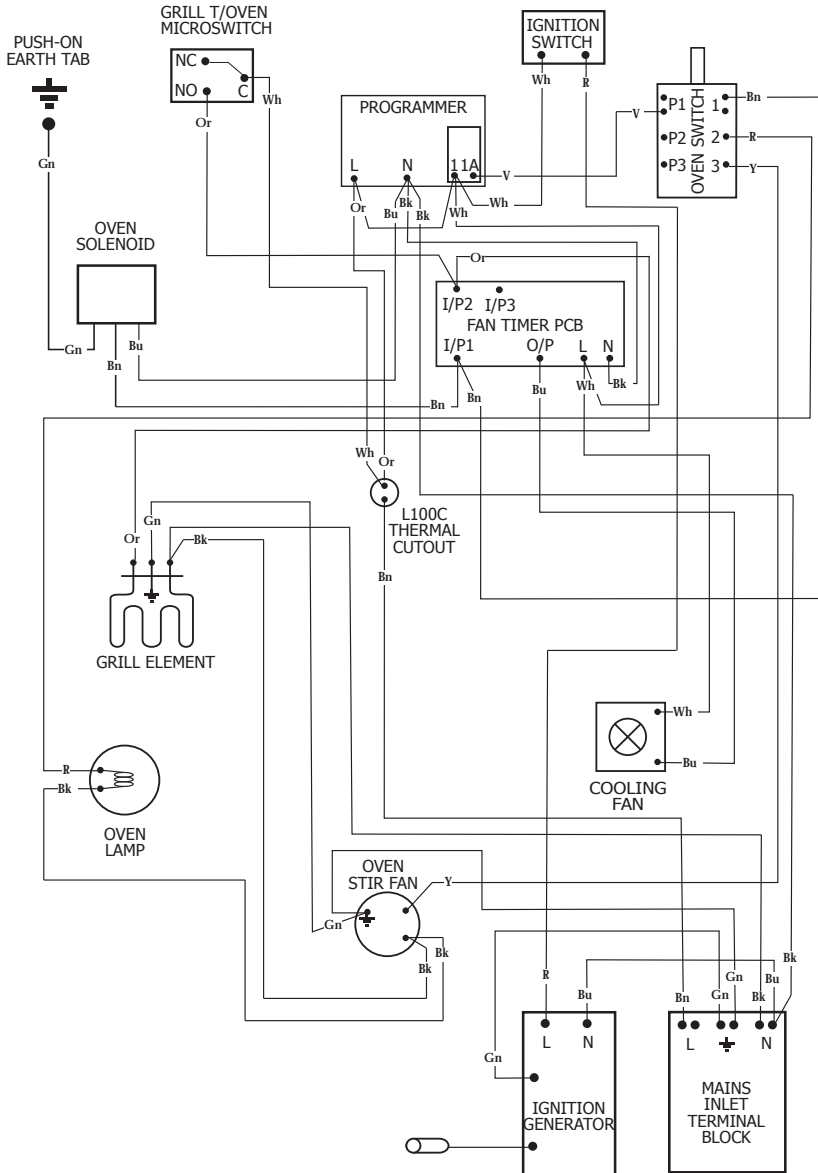 GRILL T/OVEN
MICROSWITCH
IGNITION
SWITCH
PUSH-ON
EARTH TAB
NC
NO
C
Wh
Or
Wh
R
PROGRAMMER
L
N
11A
P1
P2
P3
1
2
3
OVEN SWITCH
Bn
R
Y
V
V
Gn
Or
Bu
Bk
Bk
Wh
Wh
Wh
OVEN
SOLENOID
Or
I/P2
I/P3
FAN TIMER PCB
I/P1
O/P
L
N
Gn
Bn
Bu
Bn
Bn
Bu
Wh
Bk
Wh
Or
L100C
THERMAL
CUTOUT
Or
Gn
Bk
Bn
GRILL ELEMENT
Wh
Bu
COOLING
FAN
R
Bk
OVEN
LAMP
OVEN
STIR FAN
Y
Gn
Bk
Bk
R
Bu
Bn
Gn
Gn
Bk
Bu
Bk
Gn
L
N
IGNITION
GENERATOR
L
N
MAINS
INLET
TERMINAL
BLOCK